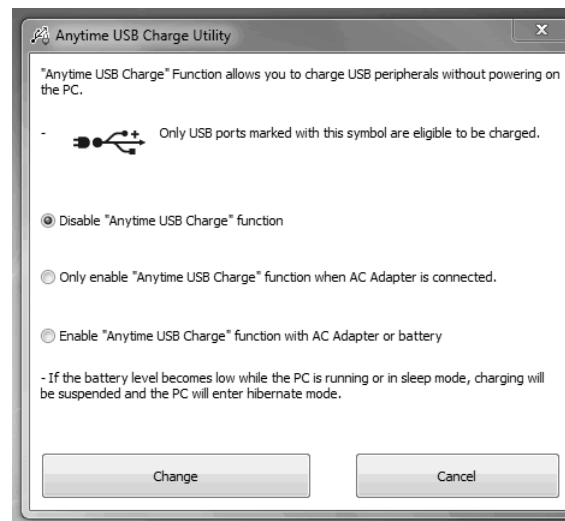 Anytime USB Charge Utility
"Anytime USB Charge" Function allows you to charge USB peripherals without powering on
the PC.
- Only USB ports marked with this symbol are eligible to be charged.
Disable "Anytime USB Charge" function
Only enable "Anytime USB Charge" function when AC Adapter is connected.
Enable "Anytime USB Charge" function with AC Adapter or battery
- If the battery level becomes low while the PC is running or in sleep mode, charging will
be suspended and the PC will enter hibernate mode.
Change Cancel